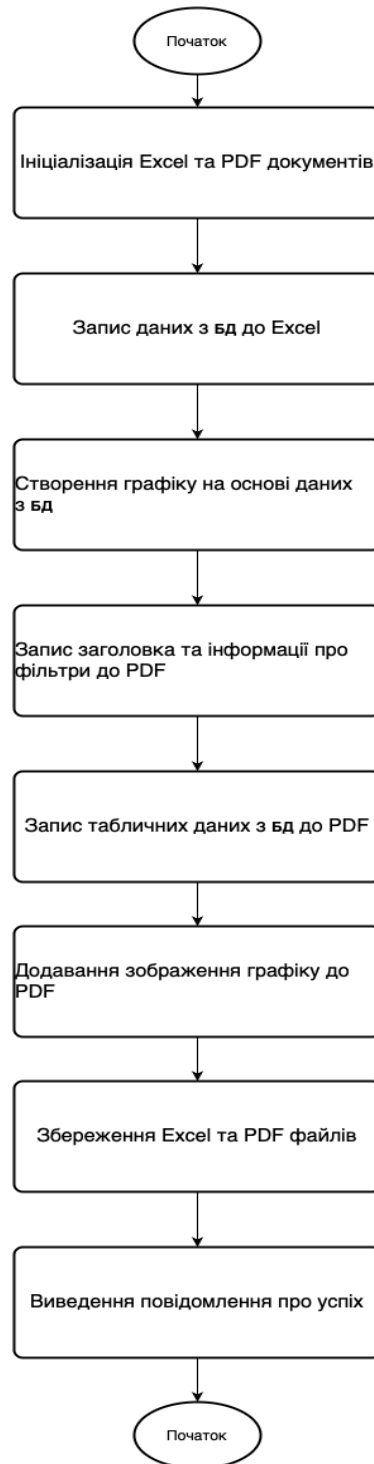 Початок
Ініціалізація Excel та PDF документів
Запис даних з бд до Excel
Створення графіку на основі даних
з бд
Запис заголовка та інформації про
фільтри до PDF
Запис табличних даних з бд до PDF
Додавання зображення графіку до
PDF
Збереження Excel та PDF файлів
Виведення повідомлення про успіх
Початок